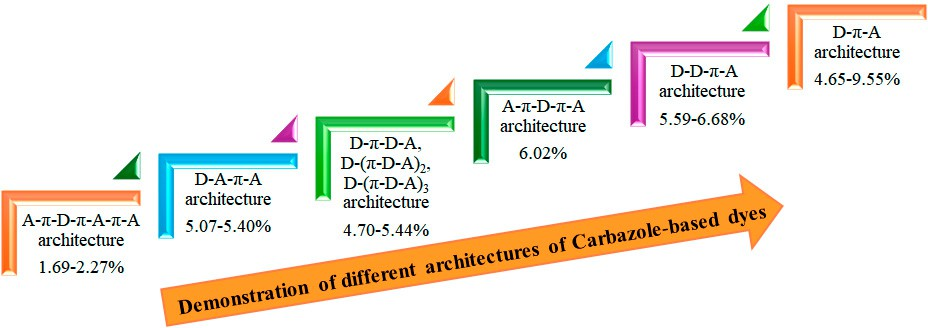 A-π-D-π-A-π-A
architecture
1.69-2.27%
D-A-π-A
architecture
5.07-5.40%
D-π-D-A,
D-(π-D-A)₂,
D-(π-D-A)₃
architecture
4.70-5.44%
A-π-D-π-A
architecture
6.02%
D-D-π-A
architecture
5.59-6.68%
D-π-A
architecture
4.65-9.55%
Demonstration of different architectures of Carbazole-based dyes